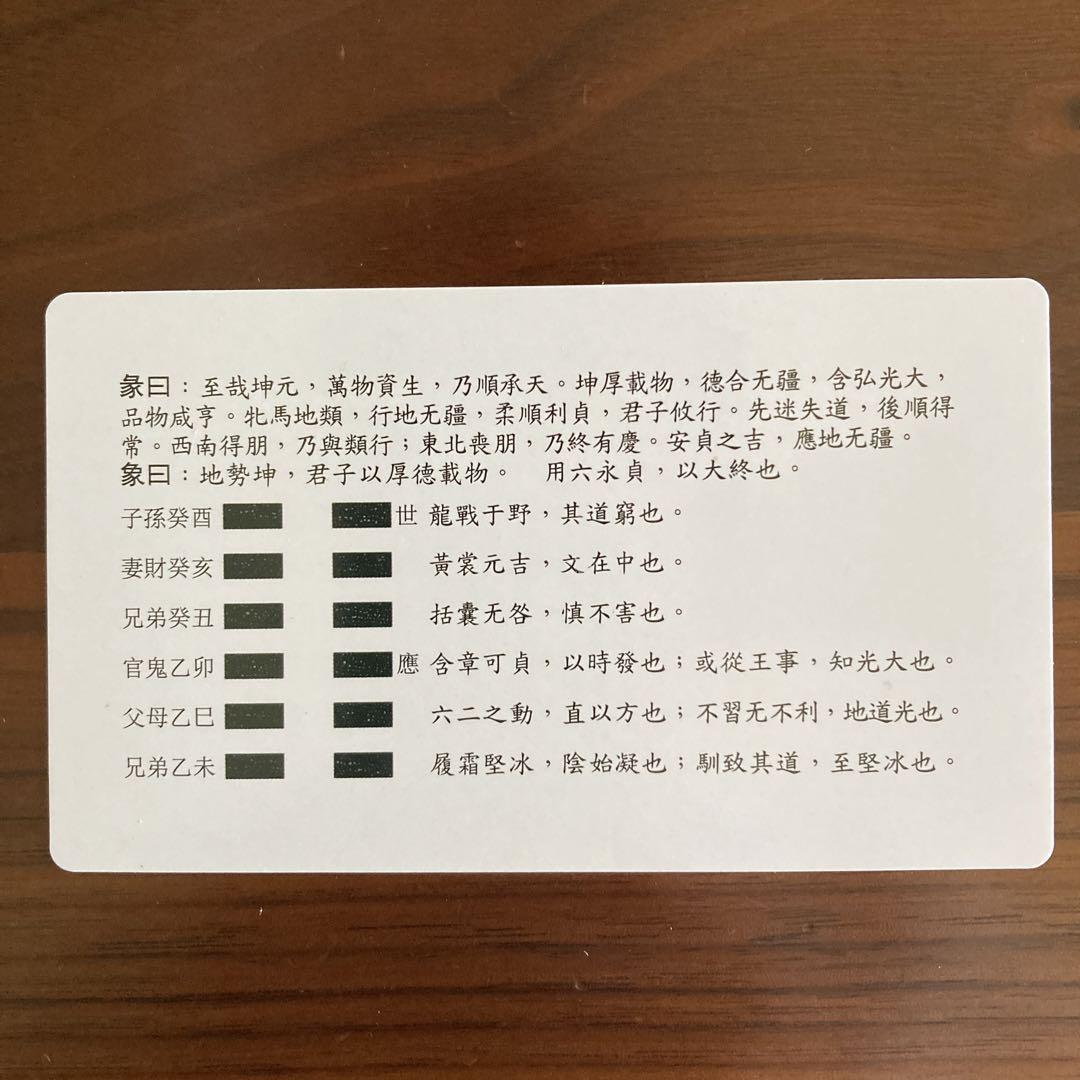 彖曰：至哉坤元，萬物資生，乃順承天。坤厚載物，德合无疆，含弘光大，
品物咸亨。牝馬地類，行地无疆，柔順利貞，君子攸行。先迷失道，後順得
常。西南得朋，乃與類行；東北喪朋，乃終有慶。安貞之吉，應地无疆。
象曰：地勢坤，君子以厚德載物。　用六永貞，以大終也。
子孫癸酉 世 龍戰于野，其道窮也。
妻財癸亥 黃裳元吉，文在中也。
兄弟癸丑 括囊无咎，慎不害也。
官鬼乙卯 應 含章可貞，以時發也；或從王事，知光大也。
父母乙巳 六二之動，直以方也；不習无不利，地道光也。
兄弟乙未 履霜堅冰，陰始凝也；馴致其道，至堅冰也。